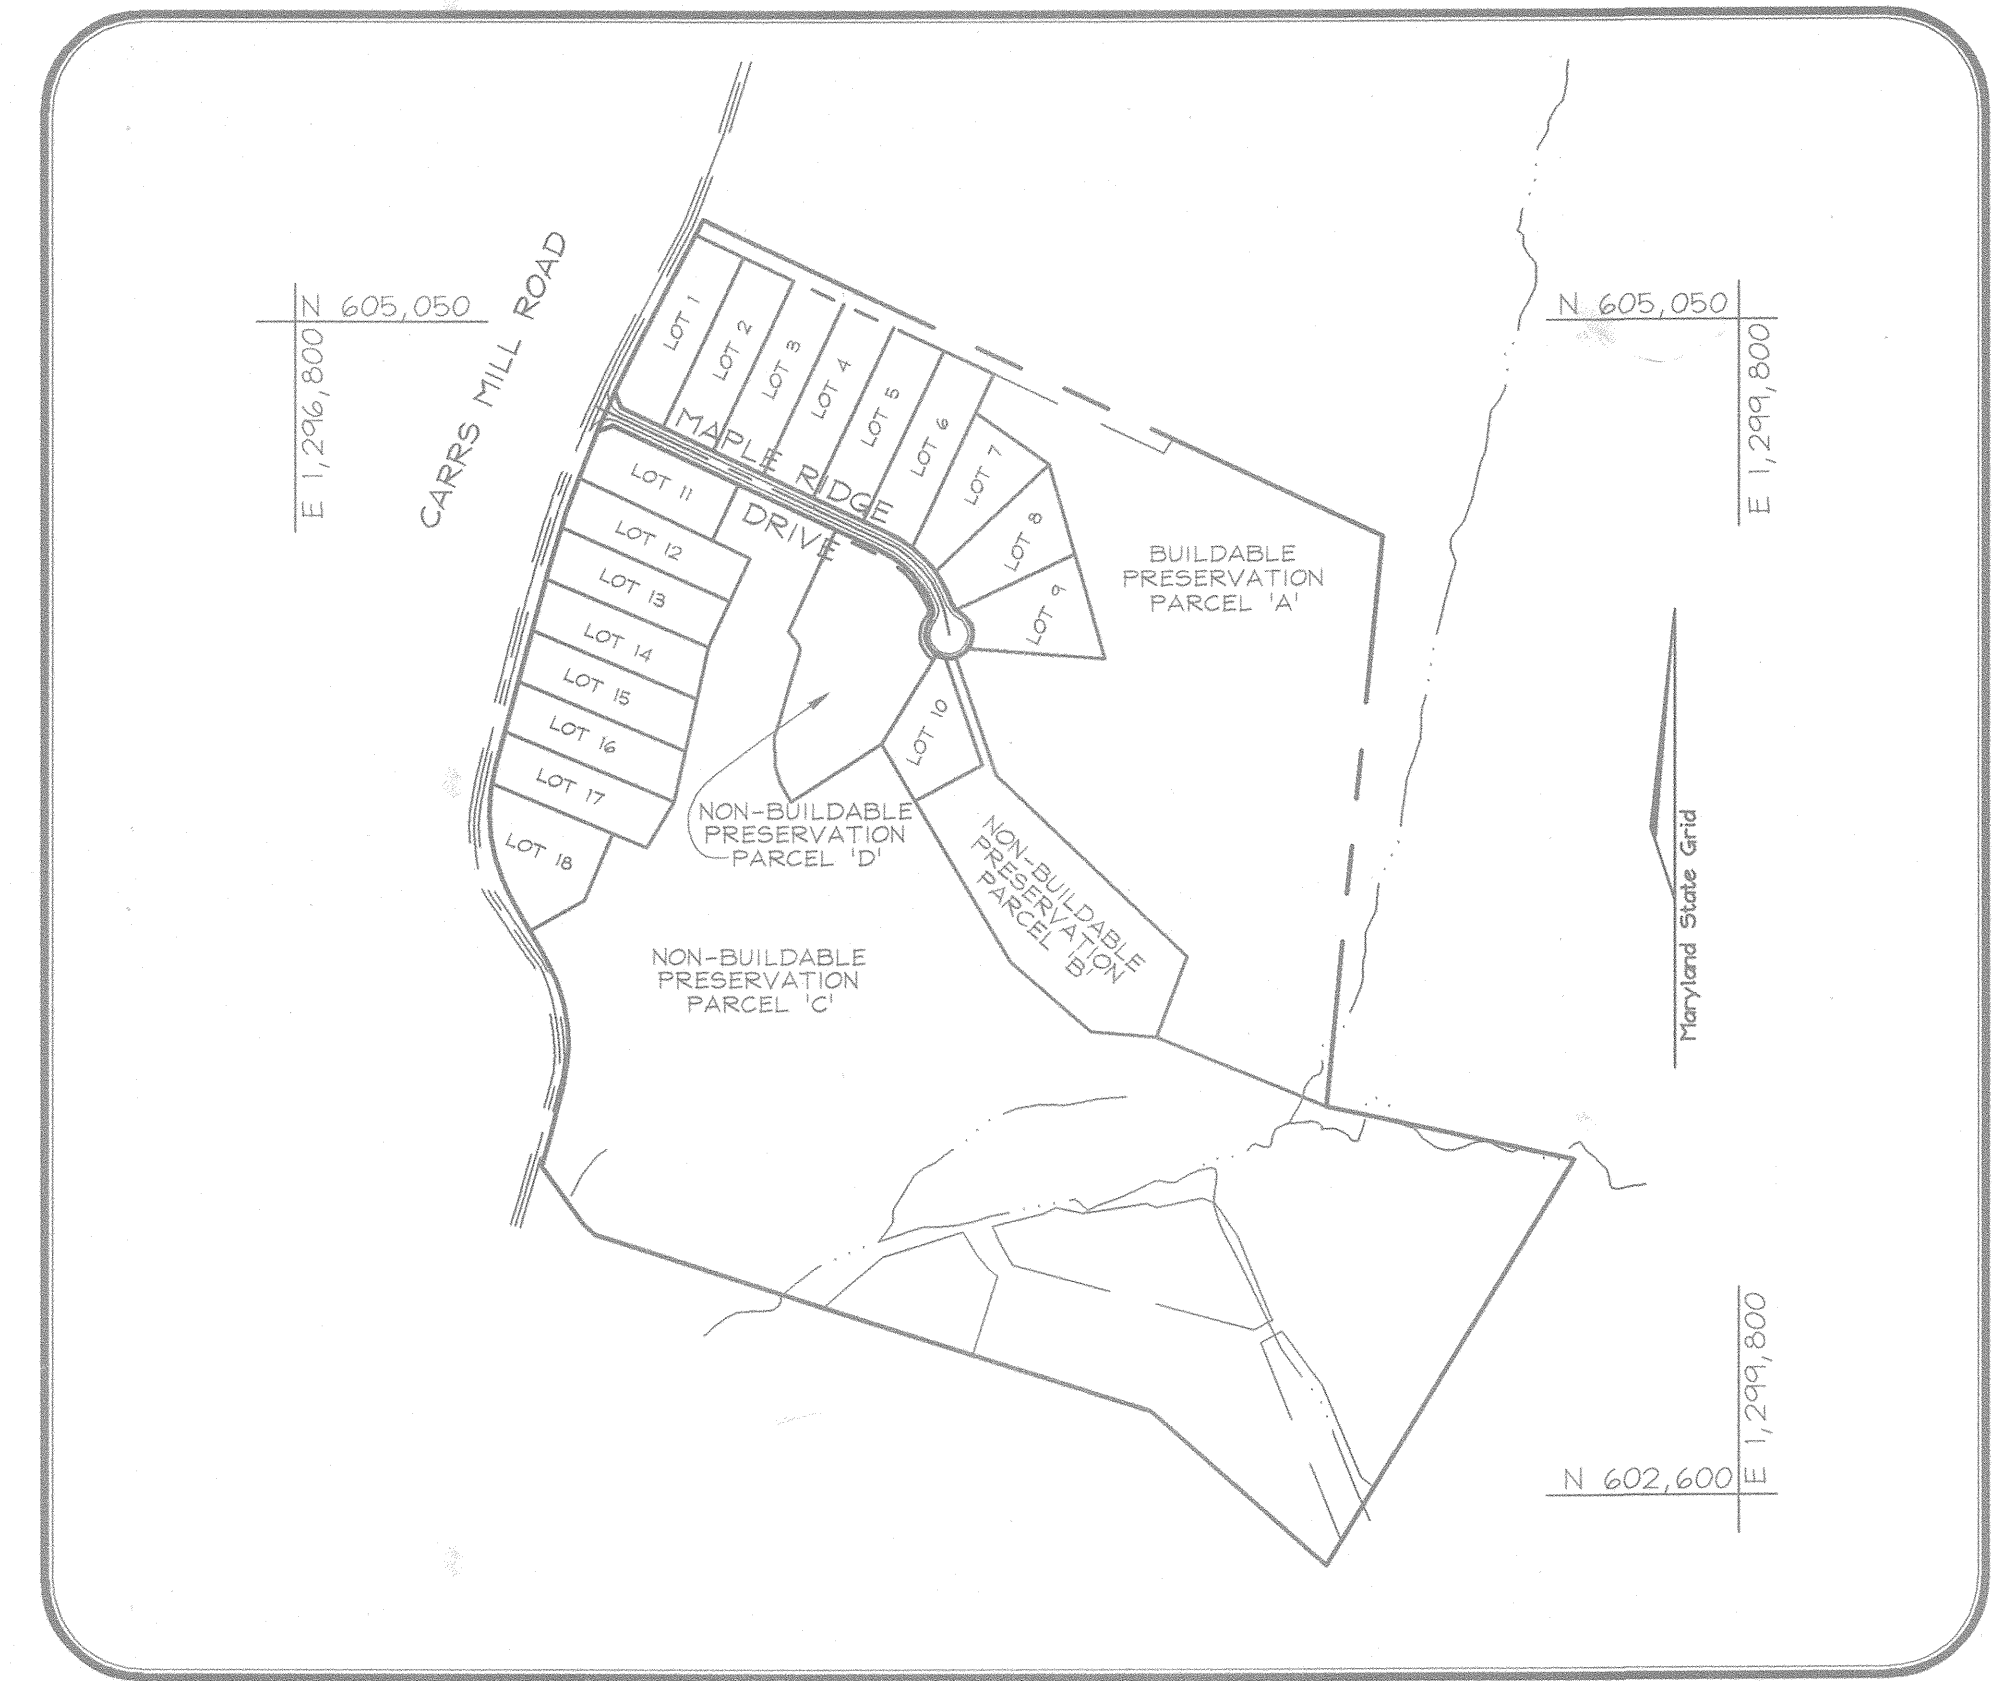 CARRS MILL ROAD
N 605,050
E 1,296,800
N 605,050
E 1,299,800
LOT 1
LOT 2
LOT 3
LOT 4
LOT 5
LOT 6
LOT 7
LOT 8
LOT 9
MAPLE RIDGE
DRIVE
LOT 10
LOT 11
LOT 12
LOT 13
LOT 14
LOT 15
LOT 16
LOT 17
LOT 18
BUILDABLE
PRESERVATION
PARCEL 'A'
NON-BUILDABLE
PRESERVATION
PARCEL 'D'
NON-BUILDABLE
PRESERVATION
PARCEL 'B'
NON-BUILDABLE
PRESERVATION
PARCEL 'C'
Maryland State Grid
E 1,299,800
N 602,600